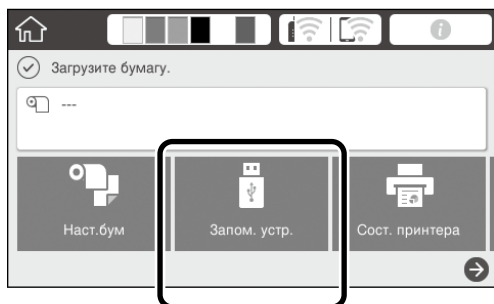 Загрузите бумагу.
---
Наст.бум
Запом. устр.
Сост. принтера